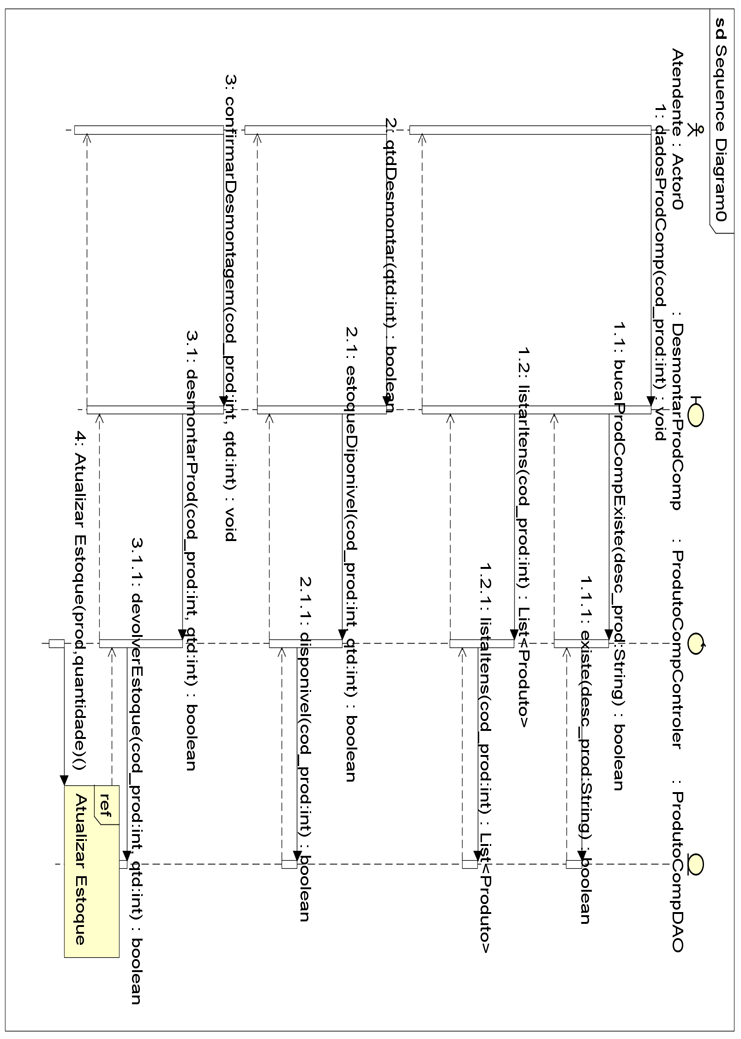 sd Sequence Diagram0
Atendente : Actor0
: DesmontarProdComp
: ProdutoCompControler
: ProdutoCompDAO
1: dadosProdComp(cod_prod:int) : void
1.1: bucaProdCompExiste(desc_prod:String) : boolean
1.1.1: existe(desc_prod:String) : boolean
1.2: listarItens(cod_prod:int) : List<Produto>
1.2.1: listaItens(cod_prod:int) : List<Produto>
2: qtdDesmontar(qtd:int) : boolean
2.1: estoqueDiponivel(cod_prod:int, qtd:int) : boolean
2.1.1: disponivel(cod_prod:int) : boolean
3: confirmarDesmontagem(cod_prod:int, qtd:int) : void
3.1: desmontarProd(cod_prod:int, qtd:int) : boolean
3.1.1: devolverEstoque(cod_prod:int, qtd:int) : boolean
4: Atualizar Estoque(prod,quantidade)()
ref
Atualizar Estoque